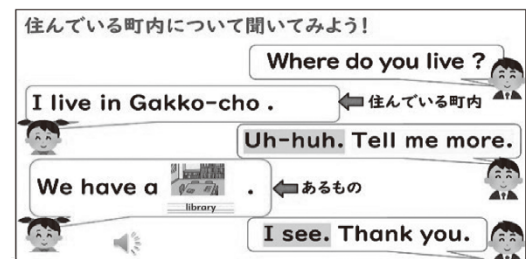 住んでいる町内について聞いてみよう！
Where do you live ?
I live in Gakko-cho .
住んでいる町内
Uh-huh. Tell me more.
We have a .
library
あるもの
I see. Thank you.